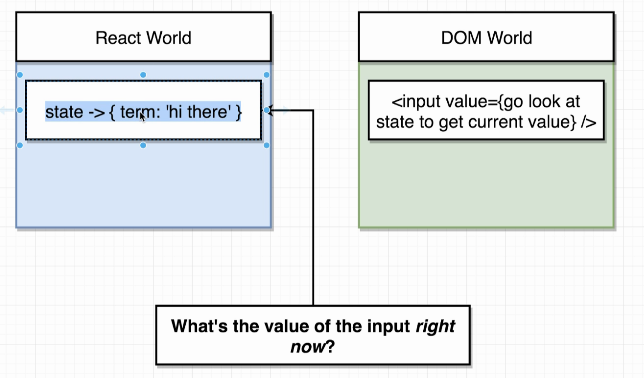 React World
state -> { term: 'hi there' }
DOM World
<input value={go look at
state to get current value} />
What's the value of the input right
now?